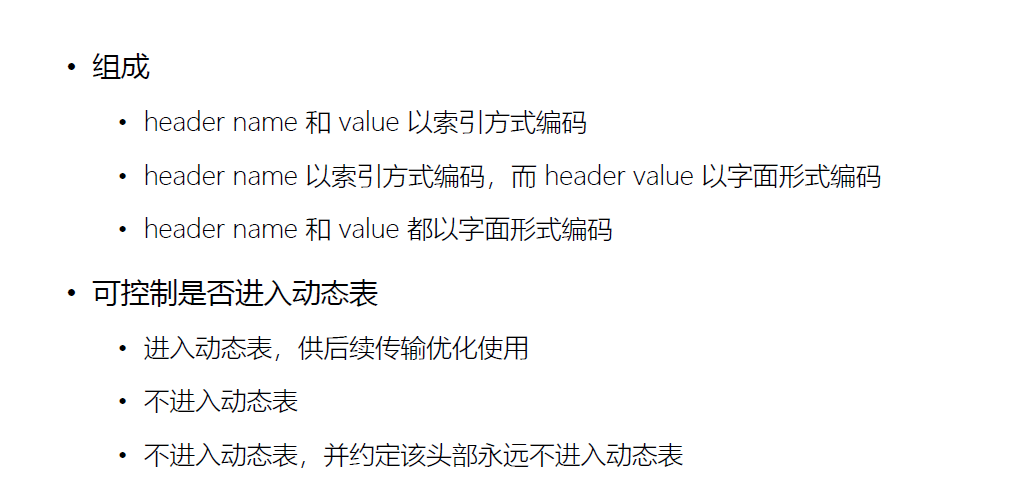 • 组成
• header name 和 value 以索引方式编码
• header name 以索引方式编码，而 header value 以字面形式编码
• header name 和 value 都以字面形式编码
• 可控制是否进入动态表
• 进入动态表，供后续传输优化使用
• 不进入动态表
• 不进入动态表，并约定该头部永远不进入动态表